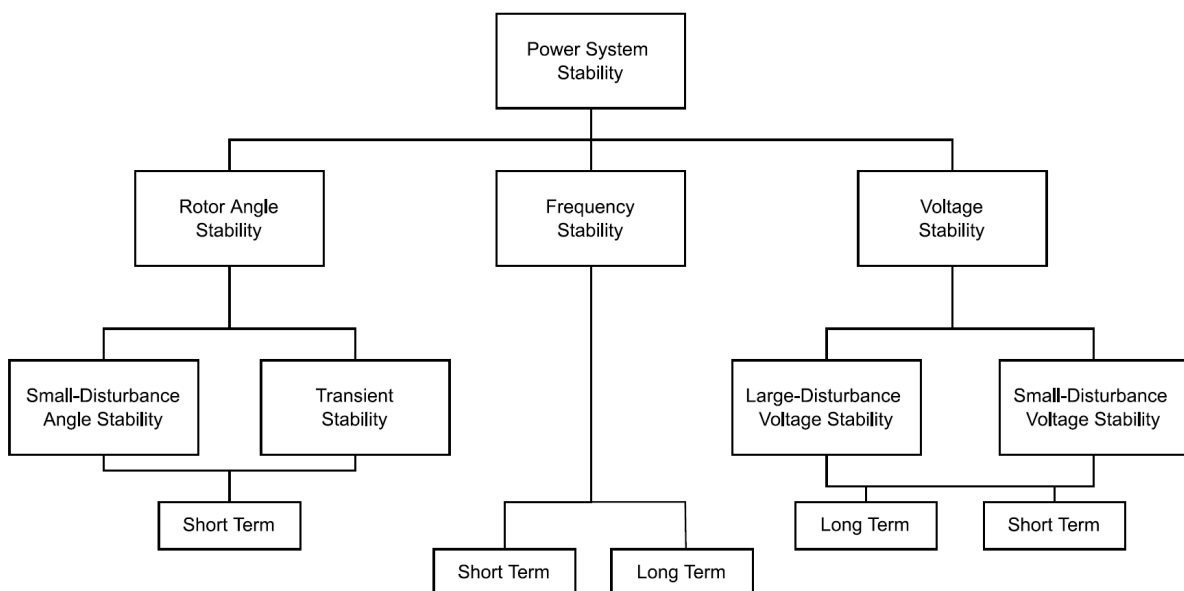 Power System
Stability
Rotor Angle
Stability
Frequency
Stability
Voltage
Stability
Small-Disturbance
Angle Stability
Transient
Stability
Large-Disturbance
Voltage Stability
Small-Disturbance
Voltage Stability
Short Term
Short Term
Long Term
Long Term
Short Term